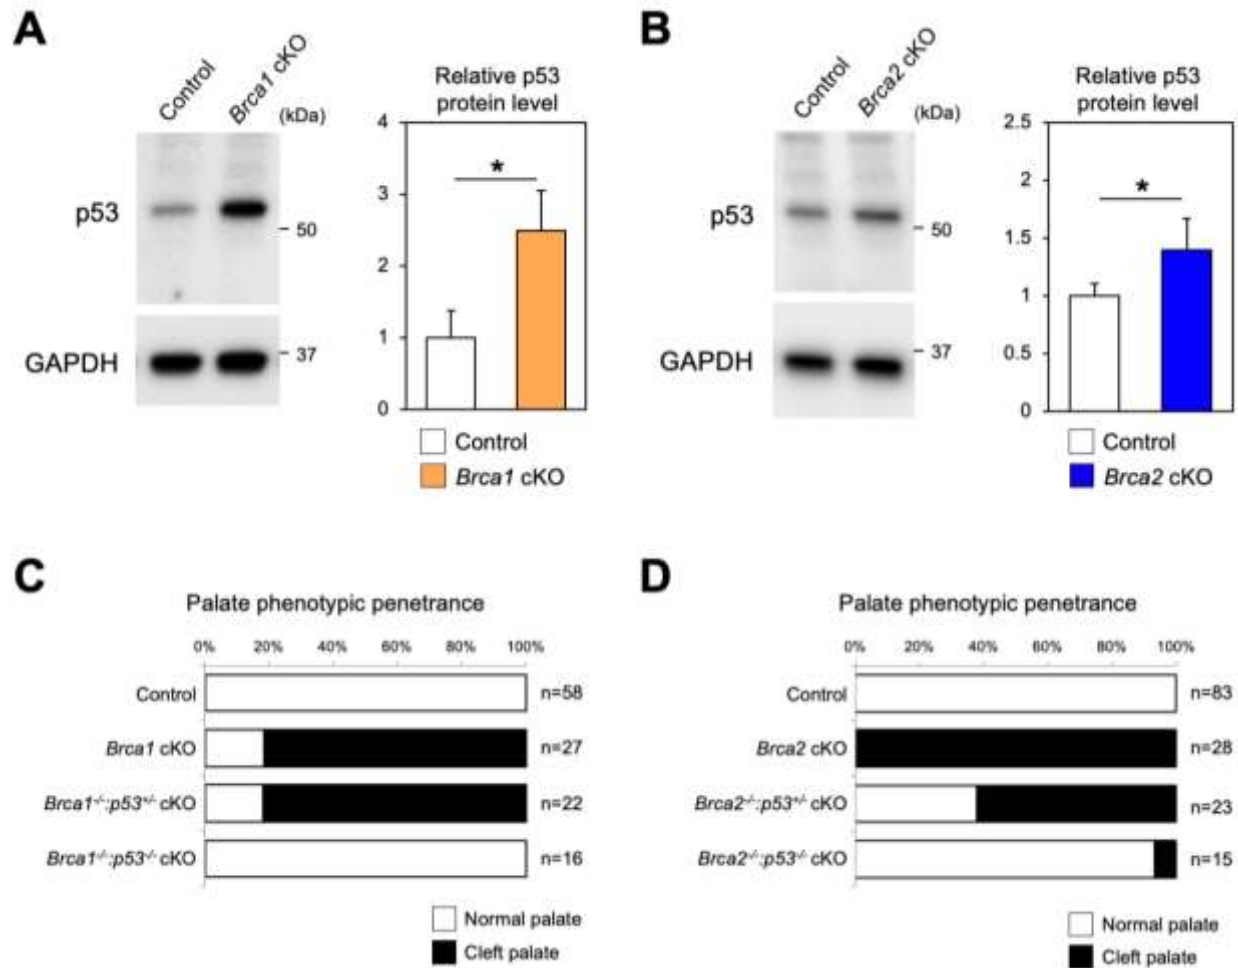 A
Control
Brca1 cKO
(kDa)
p53
50
GAPDH
37
Relative p53
protein level
4
3
2
1
0
*
Control
Brca1 cKO
B
Control
Brca2 cKO
(kDa)
p53
50
GAPDH
37
Relative p53
protein level
2.5
2
1.5
1
0.5
0
*
Control
Brca2 cKO
C
Palate phenotypic penetrance
0% 20% 40% 60% 80% 100%
Control n=58
Brca1 cKO n=27
Brca1-/-:p53+/- cKO n=22
Brca1-/-:p53-/- cKO n=16
Normal palate
Cleft palate
D
Palate phenotypic penetrance
0% 20% 40% 60% 80% 100%
Control n=83
Brca2 cKO n=28
Brca2-/-:p53+/- cKO n=23
Brca2-/-:p53-/- cKO n=15
Normal palate
Cleft palate